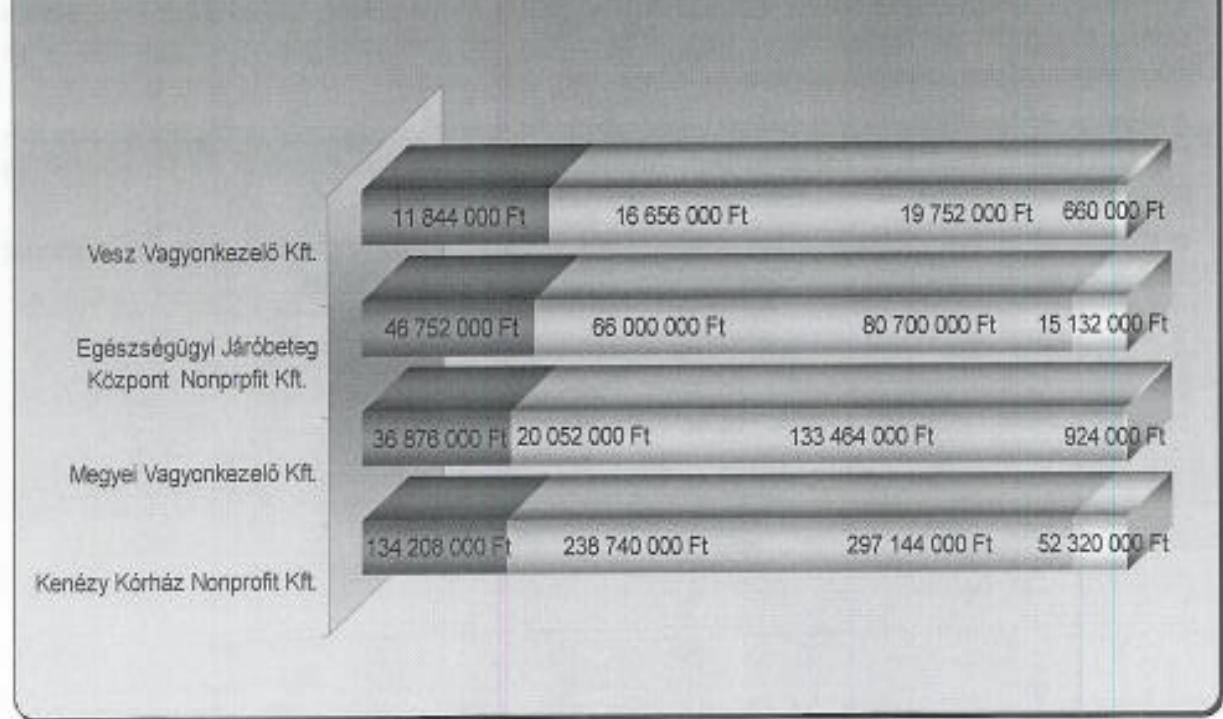 11 844 000 Ft 16 656 000 Ft 19 752 000 Ft 660 000 Ft
Vesz Vagyonkezelő Kft.
46 752 000 Ft 66 000 000 Ft 80 700 000 Ft 15 132 000 Ft
Egészségügyi Járóbeteg
Központ Nonprpfit Kft.
36 876 000 Ft 20 052 000 Ft 133 464 000 Ft 924 000 Ft
Megyei Vagyonkezelő Kft.
134 208 000 Ft 238 740 000 Ft 297 144 000 Ft 52 320 000 Ft
Kenézy Kórház Nonprofit Kft.